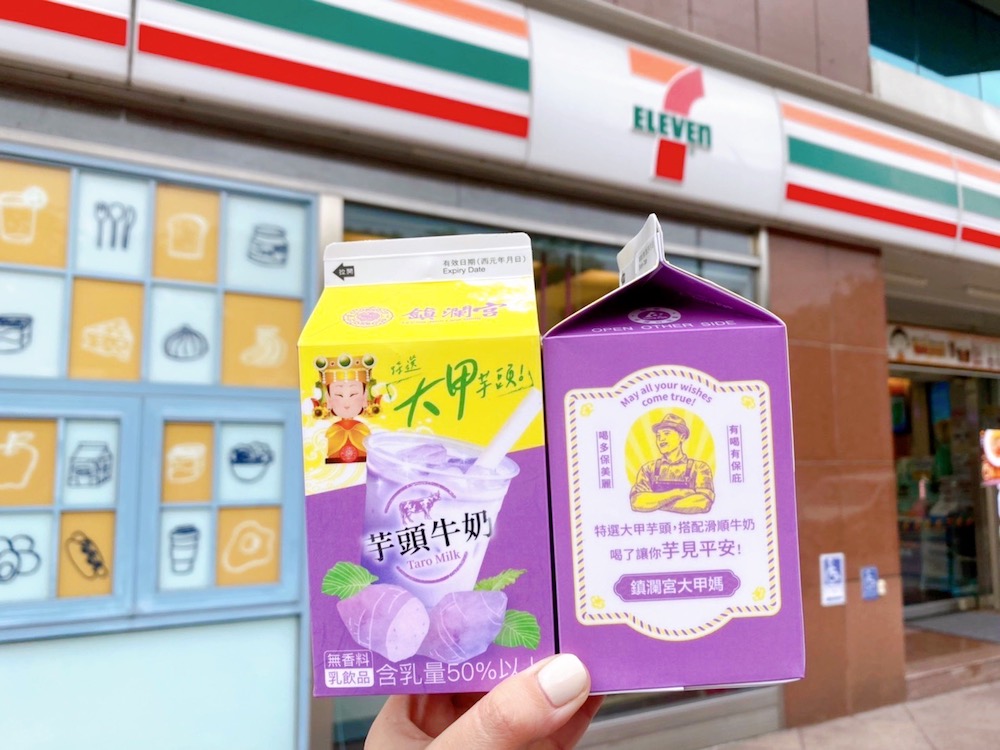 7
ELEVEn
拉開
有效日期(西元年月日)
Expiry Date
鎮瀾宮
特選
大甲芋頭
芋頭牛奶
Taro Milk
無香料
乳飲品
含乳量50%以上
OPEN OTHER SIDE
May all your wishes
come true!
喝多保美麗
有喝有保庇
特選大甲芋頭,搭配滑順牛奶
喝了讓你芋見平安!
鎮瀾宮大甲媽